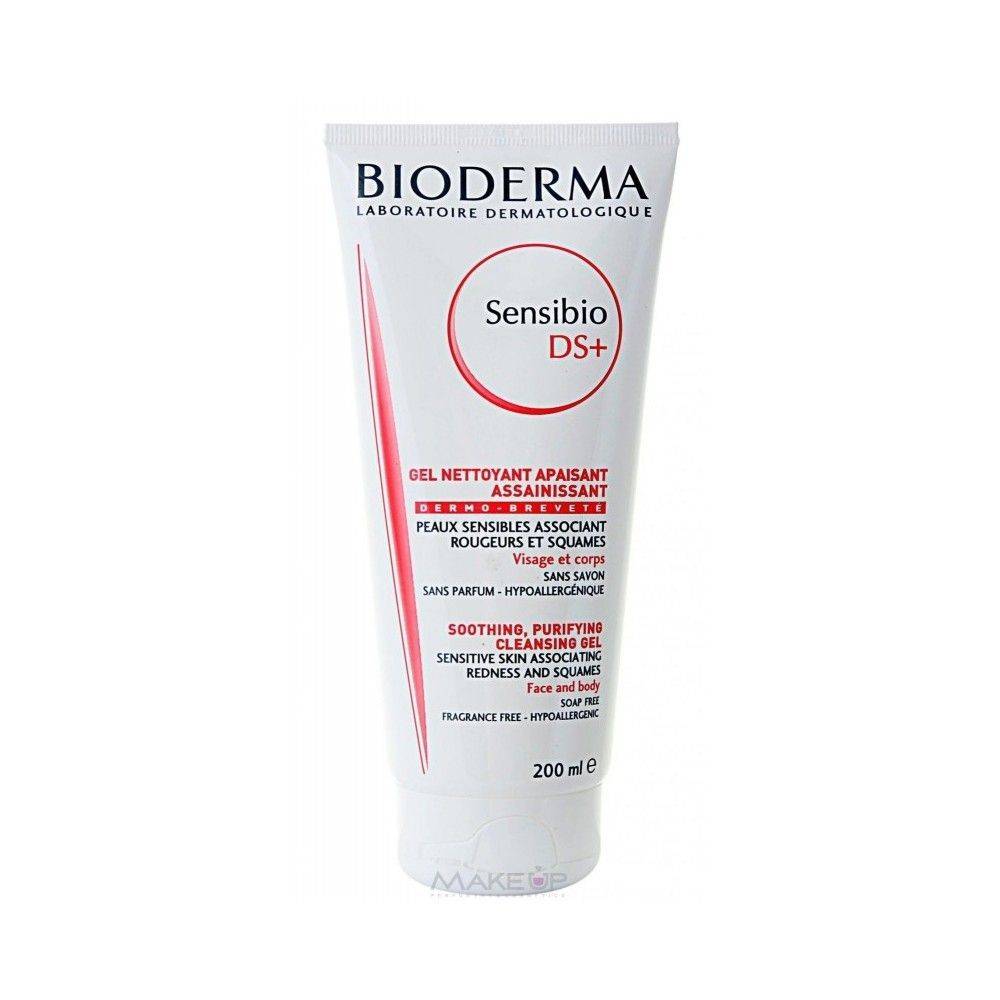 BIODERMA
LABORATOIRE DERMATOLOGIQUE
Sensibio
DS+
GEL NETTOYANT APAISANT
ASSAINISSANT
DERMO-BREVETÉ
PEAUX SENSIBLES ASSOCIANT
ROUGEURS ET SQUAMES
Visage et corps
SANS SAVON
SANS PARFUM - HYPOALLERGÉNIQUE
SOOTHING, PURIFYING
CLEANSING GEL
SENSITIVE SKIN ASSOCIATING
REDNESS AND SQUAMES
Face and body
SOAP FREE
FRAGRANCE FREE - HYPOALLERGENIC
200 ml ℮
MAKEUP